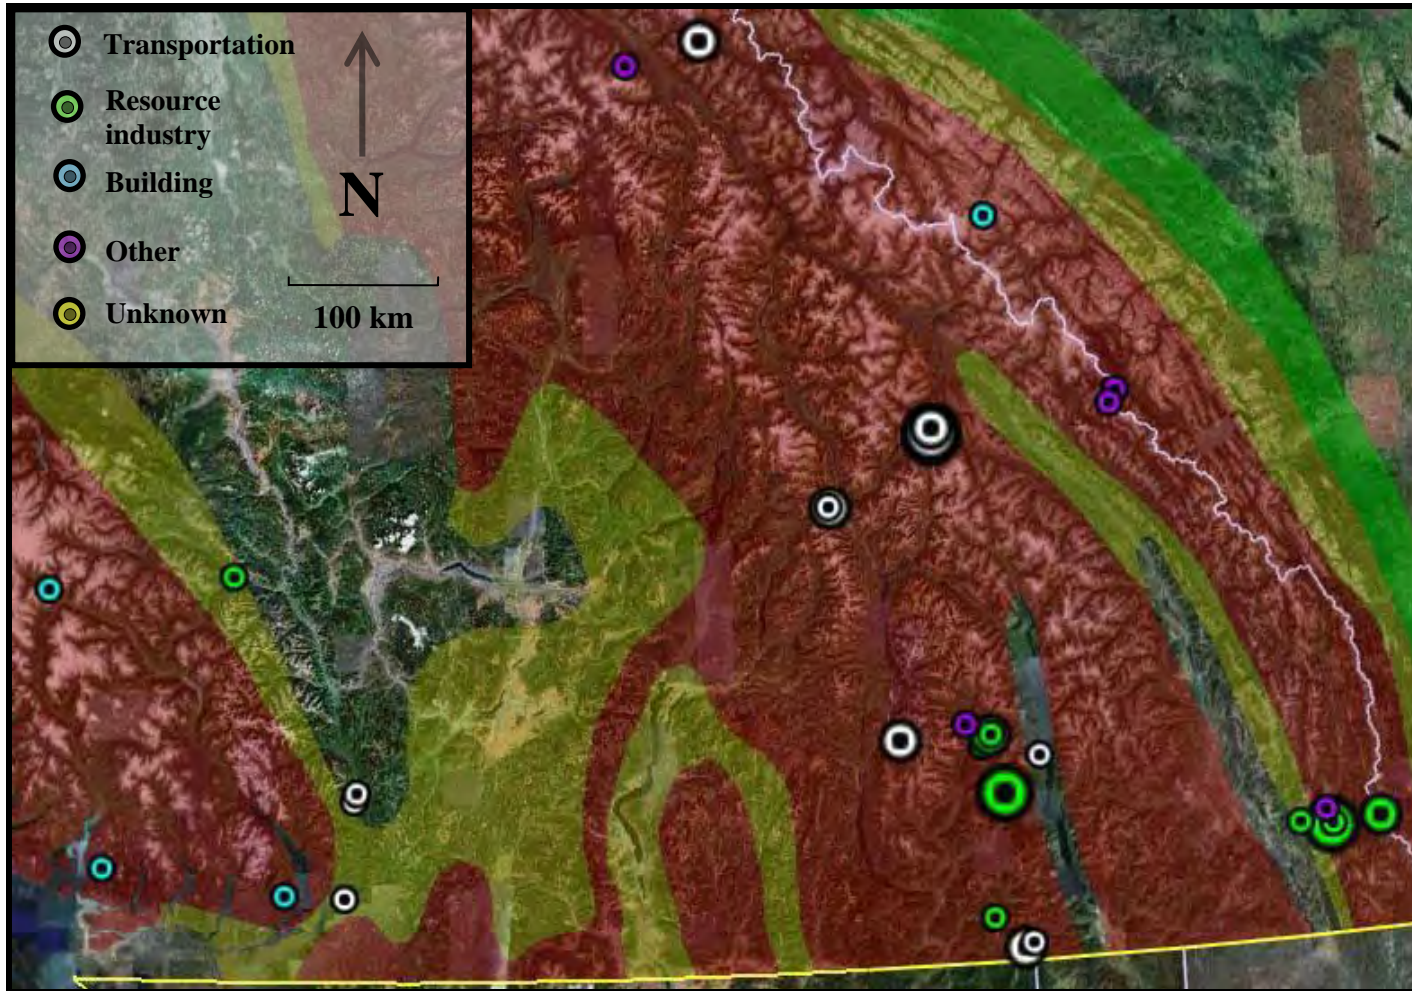 Transportation
Resource
industry
Building
Other
Unknown
N
100 km